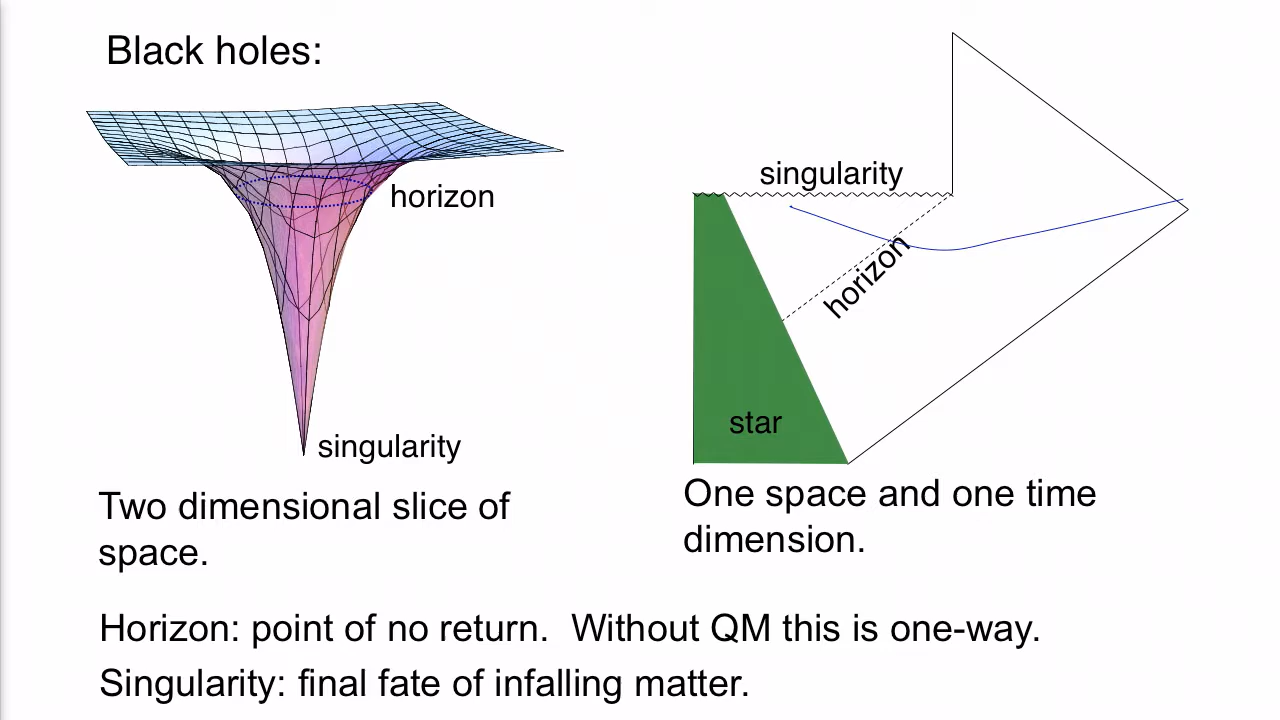 Black holes:
horizon
singularity
Two dimensional slice of
space.
singularity
horizon
star
One space and one time
dimension.
Horizon: point of no return.  Without QM this is one-way.
Singularity: final fate of infalling matter.